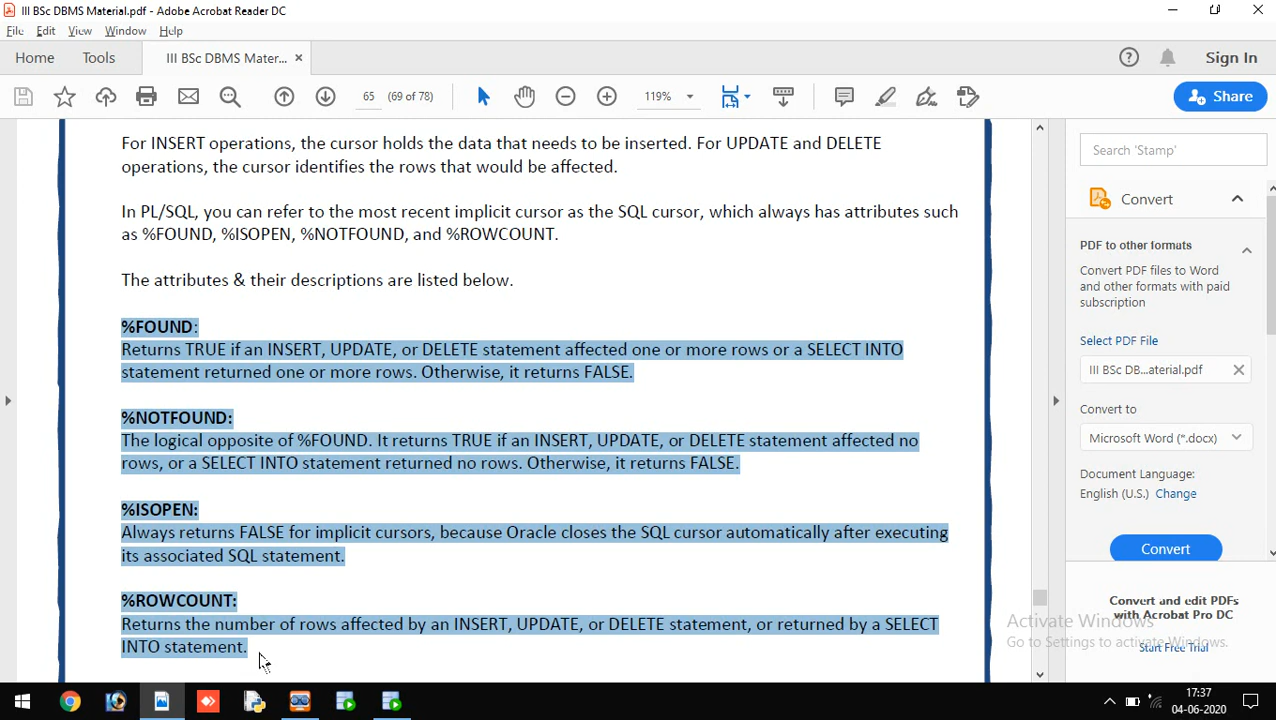 III BSc DBMS Material.pdf - Adobe Acrobat Reader DC
File Edit View Window Help
Home Tools III BSc DBMS Mater... × Sign In
65 (69 of 78) 119% Share
For INSERT operations, the cursor holds the data that needs to be inserted. For UPDATE and DELETE
operations, the cursor identifies the rows that would be affected.
In PL/SQL, you can refer to the most recent implicit cursor as the SQL cursor, which always has attributes such
as %FOUND, %ISOPEN, %NOTFOUND, and %ROWCOUNT.
The attributes & their descriptions are listed below.
%FOUND:
Returns TRUE if an INSERT, UPDATE, or DELETE statement affected one or more rows or a SELECT INTO
statement returned one or more rows. Otherwise, it returns FALSE.
%NOTFOUND:
The logical opposite of %FOUND. It returns TRUE if an INSERT, UPDATE, or DELETE statement affected no
rows, or a SELECT INTO statement returned no rows. Otherwise, it returns FALSE.
%ISOPEN:
Always returns FALSE for implicit cursors, because Oracle closes the SQL cursor automatically after executing
its associated SQL statement.
%ROWCOUNT:
Returns the number of rows affected by an INSERT, UPDATE, or DELETE statement, or returned by a SELECT
INTO statement.
Search 'Stamp'
Convert
PDF to other formats
Convert PDF files to Word
and other formats with paid
subscription
Select PDF File
III BSc DB...aterial.pdf
Convert to
Microsoft Word (*.docx)
Document Language:
English (U.S.) Change
Convert
Convert and edit PDFs
with Acrobat Pro DC
Start Free Trial
Activate Windows
Go to Settings to activate Windows.
17:37
04-06-2020